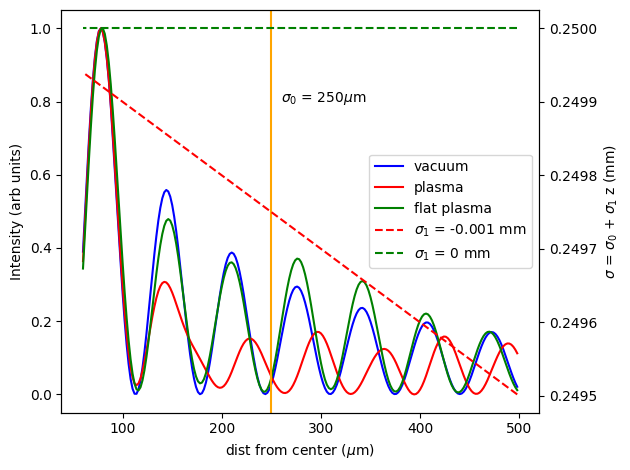 1.0
0.8
0.6
0.4
0.2
0.0
Intensity (arb units)
σ₀ = 250μm
vacuum
plasma
flat plasma
σ₁ = -0.001 mm
σ₁ = 0 mm
0.2500
0.2499
0.2498
0.2497
0.2496
0.2495
σ = σ₀ + σ₁ z (mm)
100
200
300
400
500
dist from center (μm)